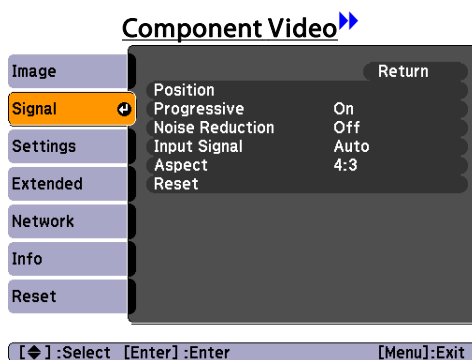 Component Video
Image
Signal
Settings
Extended
Network
Info
Reset
Return
Position
Progressive On
Noise Reduction Off
Input Signal Auto
Aspect 4:3
Reset
[◆] :Select [Enter] :Enter [Menu]:Exit